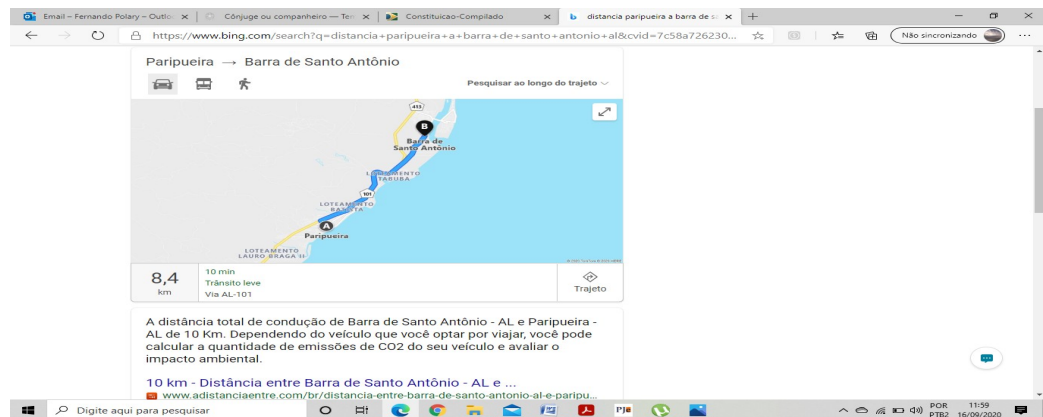 Email – Fernando Polary – Outlo
Cônjuge ou companheiro — Ter
Constituicao-Compilado
distancia paripueira a barra de s
https://www.bing.com/search?q=distancia+paripueira+a+barra+de+santo+antonio+al&cvid=7c58a726230...
Não sincronizando
Paripueira → Barra de Santo Antônio
Pesquisar ao longo do trajeto
413
B
Barra de
Santo Antônio
LOTEAMENTO
TABUBA
101
LOTEAMENTO
A
Paripueira
LOTEAMENTO
LAURO BRAGA II
8,4
km
10 min
Trânsito leve
Via AL-101
Trajeto
A distância total de condução de Barra de Santo Antônio - AL e Paripueira -
AL de 10 Km. Dependendo do veículo que você optar por viajar, você pode
calcular a quantidade de emissões de CO2 do seu veículo e avaliar o
impacto ambiental.
10 km - Distância entre Barra de Santo Antônio - AL e ...
www.adistanciaentre.com/br/distancia-entre-barra-de-santo-antonio-al-e-paripu...
Digite aqui para pesquisar
PJe
POR
PTB2
11:59
16/09/2020